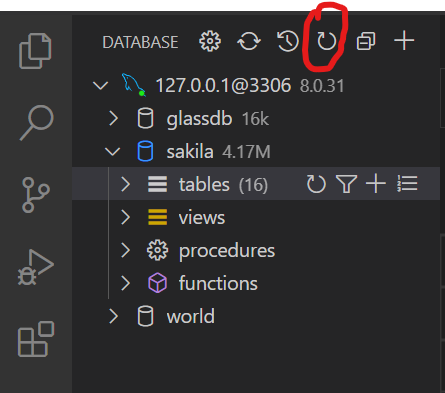 DATABASE
127.0.0.1@3306 8.0.31
glassdb 16k
sakila 4.17M
tables (16)
views
procedures
functions
world